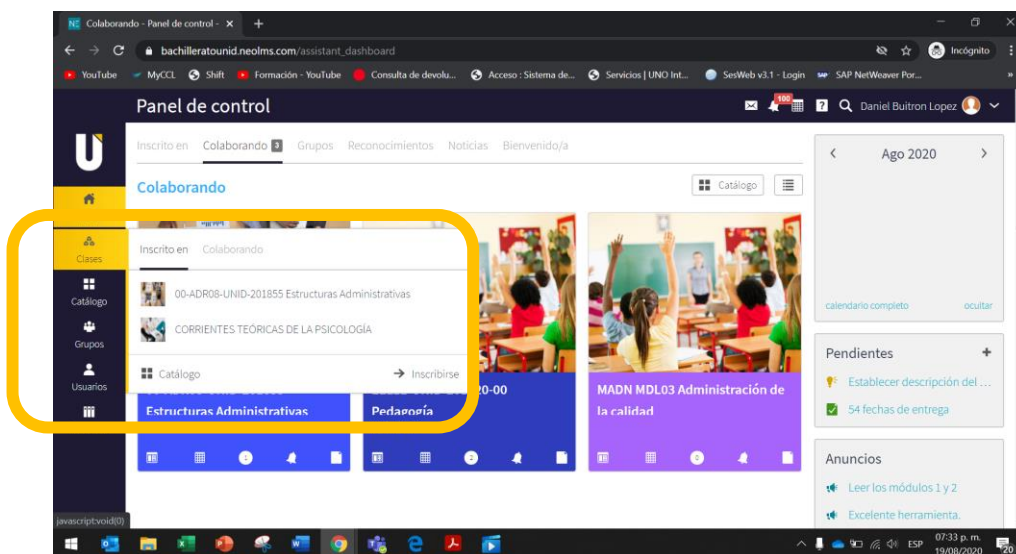 Colaborando - Panel de control -
bachilleratounid.neolms.com/assistant_dashboard
Incógnito
YouTube MyCCL Shift Formación - YouTube Consulta de devolu... Acceso : Sistema de... Servicios | UNO Int... SesWeb v3.1 - Login SAP NetWeaver Por... »
Panel de control
100
Daniel Buitron Lopez
Inscrito en Colaborando 3 Grupos Reconocimientos Noticias Bienvenido/a
Colaborando
Catálogo
Clases
Catálogo
Grupos
Usuarios
Inscrito en Colaborando
00-ADR08-UNID-201855 Estructuras Administrativas
CORRIENTES TEÓRICAS DE LA PSICOLOGÍA
Catálogo
Inscribirse
Estructuras Administrativas
Pedagogía
MADN MDL03 Administración de
la calidad
Ago 2020
calendario completo ocultar
Pendientes +
Establecer descripción del ...
54 fechas de entrega
Anuncios
Leer los módulos 1 y 2
Excelente herramienta.
javascript:void(0)
ESP
07:33 p. m.
19/08/2020
20